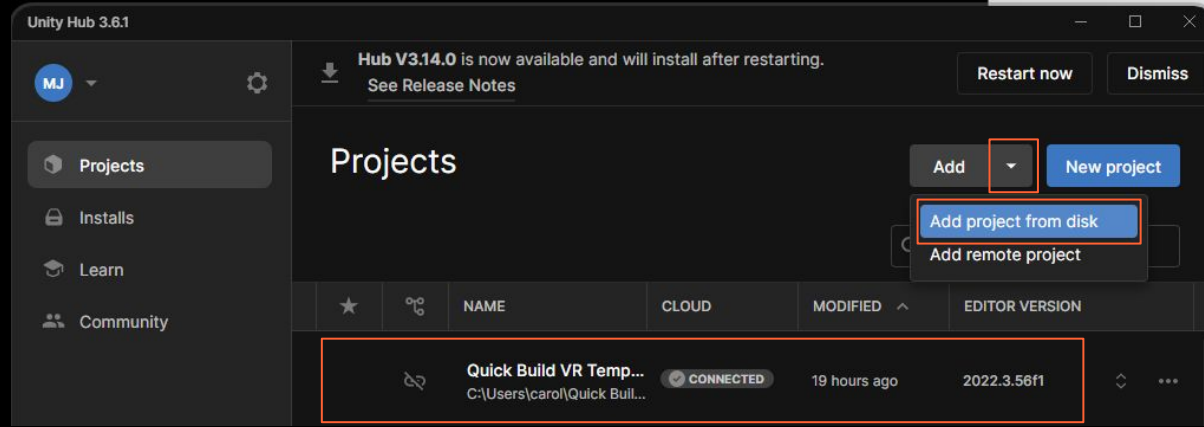 Unity Hub 3.6.1
MJ
Hub V3.14.0 is now available and will install after restarting.
See Release Notes
Restart now
Dismiss
Projects
Installs
Learn
Community
Projects
Add
New project
Add project from disk
Add remote project
NAME
CLOUD
MODIFIED
EDITOR VERSION
Quick Build VR Temp...
C:\Users\carol\Quick Buil...
CONNECTED
19 hours ago
2022.3.56f1